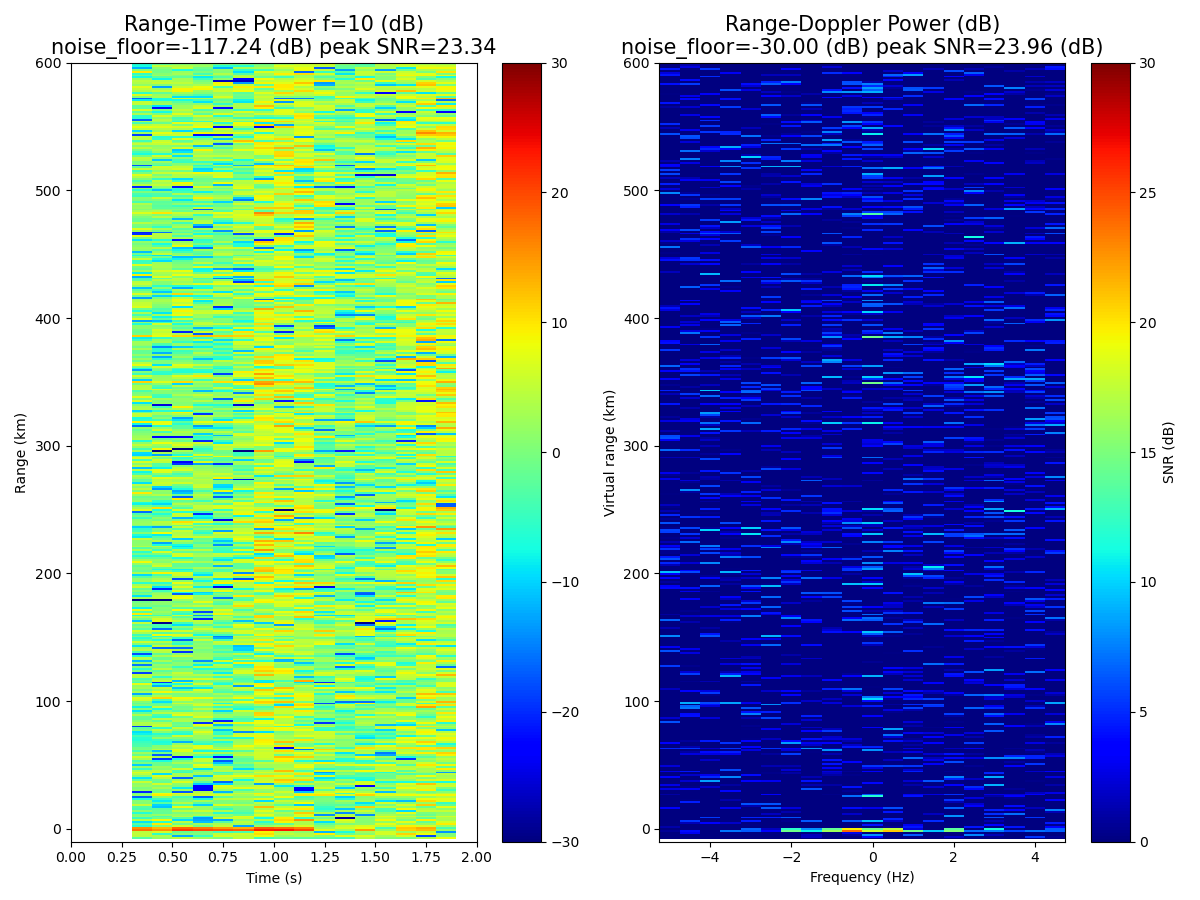 Range-Time Power f=10 (dB)
noise_floor=-117.24 (dB) peak SNR=23.34
600
500
400
300
200
100
0
Range (km)
0.00 0.25 0.50 0.75 1.00 1.25 1.50 1.75 2.00
Time (s)
30
20
10
0
−10
−20
−30
Range-Doppler Power (dB)
noise_floor=-30.00 (dB) peak SNR=23.96 (dB)
600
500
400
300
200
100
0
Virtual range (km)
−4 −2 0 2 4
Frequency (Hz)
30
25
20
15
10
5
0
SNR (dB)